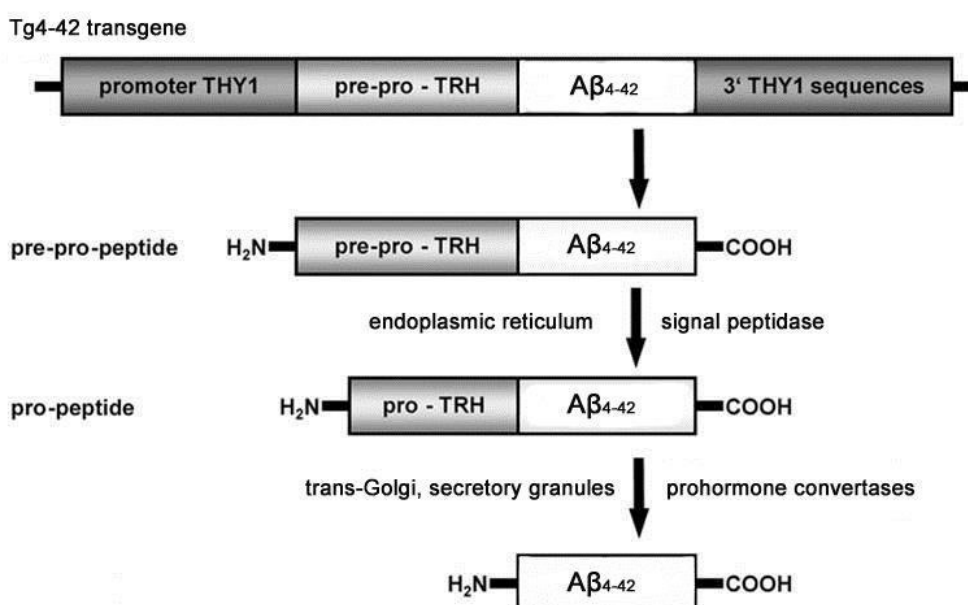 Tg4-42 transgene
promoter THY1 pre-pro - TRH Aβ4-42 3‘ THY1 sequences
pre-pro-peptide H2N pre-pro - TRH Aβ4-42 COOH
endoplasmic reticulum signal peptidase
pro-peptide H2N pro - TRH Aβ4-42 COOH
trans-Golgi, secretory granules prohormone convertases
H2N Aβ4-42 COOH